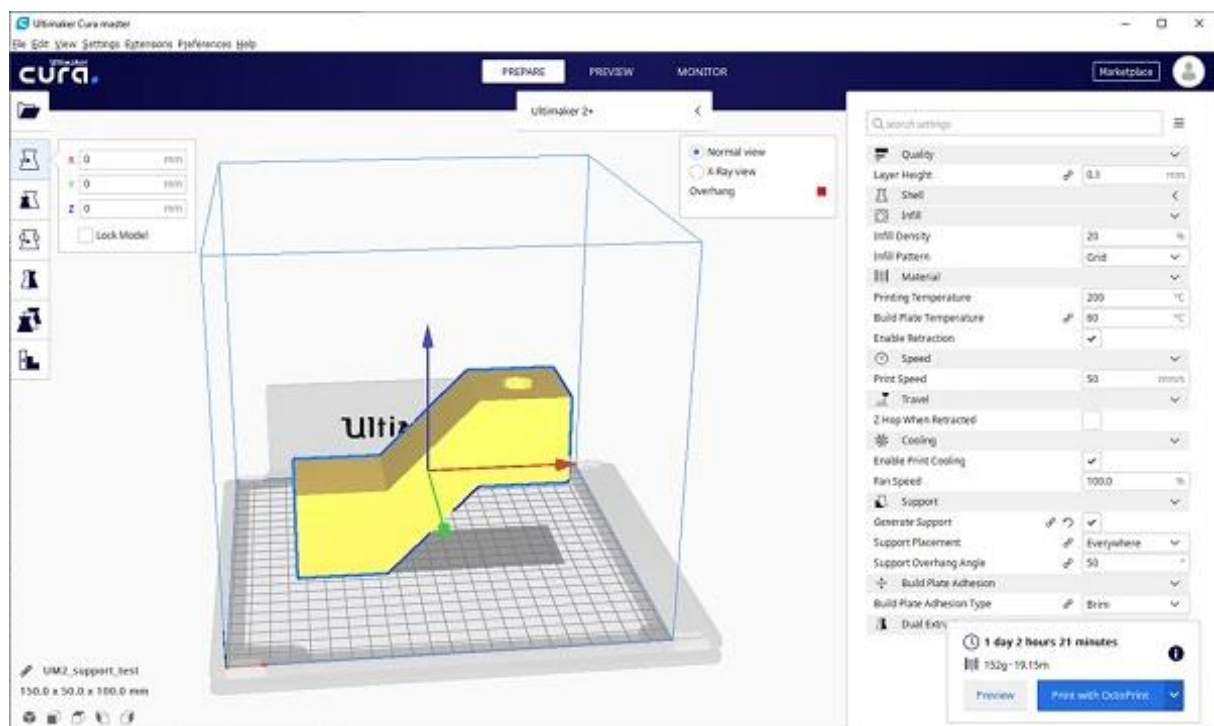 Ultimaker Cura master
File Edit View Settings Extensions Preferences Help
Ultimaker
cura.
PREPARE PREVIEW MONITOR
Marketplace
Ultimaker 2+
Normal view
X-Ray view
Overhang
X 0 mm
Y 0 mm
Z 0 mm
Lock Model
search settings
Quality
Layer Height 0.1 mm
Shell
Infill
Infill Density 20 %
Infill Pattern Grid
Material
Printing Temperature 200 °C
Build Plate Temperature 60 °C
Enable Retraction
Speed
Print Speed 50 mm/s
Travel
Z Hop When Retracted
Cooling
Enable Print Cooling
Fan Speed 100.0 %
Support
Generate Support
Support Placement Everywhere
Support Overhang Angle 50 °
Build Plate Adhesion
Build Plate Adhesion Type Brim
Dual Extru
Ulti
1 day 2 hours 21 minutes
152g · 19.15m
Preview Print with OctoPrint
UM2_support_test
150.0 x 50.0 x 100.0 mm